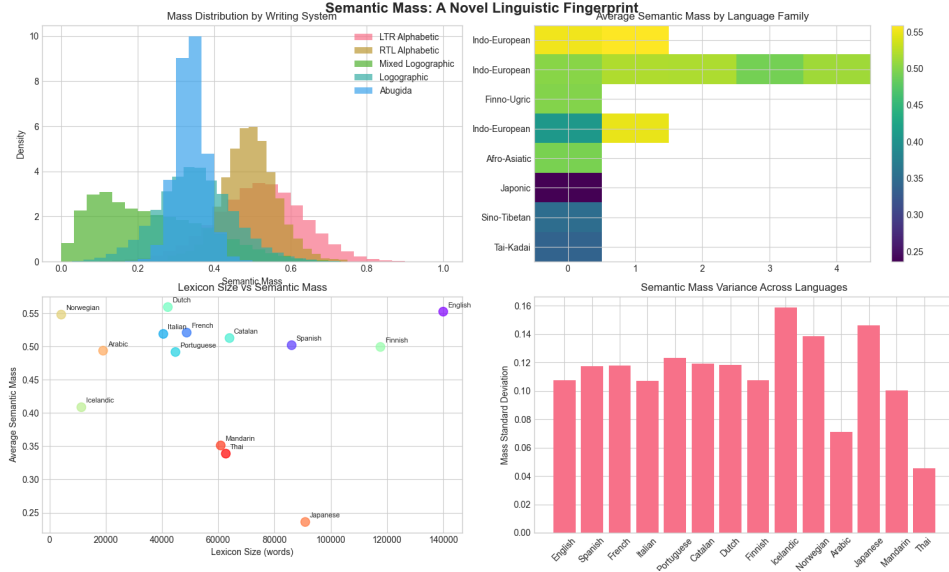 Semantic Mass: A Novel Linguistic Fingerprint
Mass Distribution by Writing System
LTR Alphabetic
RTL Alphabetic
Mixed Logographic
Logographic
Abugida
Density
10
8
6
4
2
0
0.0 0.2 0.4 0.6 0.8 1.0
Semantic Mass
Average Semantic Mass by Language Family
Indo-European
Indo-European
Finno-Ugric
Indo-European
Afro-Asiatic
Japonic
Sino-Tibetan
Tai-Kadai
0 1 2 3 4
0.55
0.50
0.45
0.40
0.35
0.30
0.25
Lexicon Size vs Semantic Mass
Average Semantic Mass
0.55
0.50
0.45
0.40
0.35
0.30
0.25
Norwegian
Dutch
English
Italian
French
Catalan
Arabic
Portuguese
Spanish
Finnish
Icelandic
Mandarin
Thai
Japanese
0 20000 40000 60000 80000 100000 120000 140000
Lexicon Size (words)
Semantic Mass Variance Across Languages
Mass Standard Deviation
0.16
0.14
0.12
0.10
0.08
0.06
0.04
0.02
0.00
English
Spanish
French
Italian
Portuguese
Catalan
Dutch
Finnish
Icelandic
Norwegian
Arabic
Japanese
Mandarin
Thai